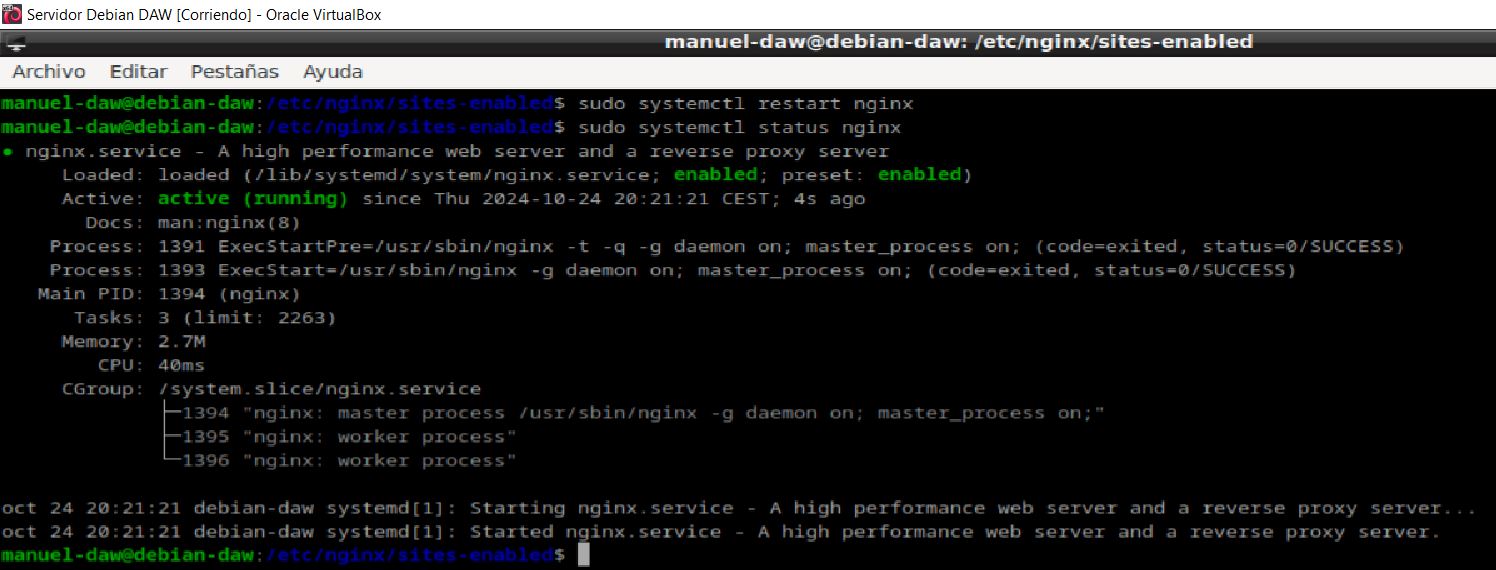 Servidor Debian DAW [Corriendo] - Oracle VirtualBox
manuel-daw@debian-daw: /etc/nginx/sites-enabled
Archivo Editar Pestañas Ayuda
manuel-daw@debian-daw:/etc/nginx/sites-enabled$ sudo systemctl restart nginx
manuel-daw@debian-daw:/etc/nginx/sites-enabled$ sudo systemctl status nginx
● nginx.service - A high performance web server and a reverse proxy server
     Loaded: loaded (/lib/systemd/system/nginx.service; enabled; preset: enabled)
     Active: active (running) since Thu 2024-10-24 20:21:21 CEST; 4s ago
       Docs: man:nginx(8)
    Process: 1391 ExecStartPre=/usr/sbin/nginx -t -q -g daemon on; master_process on; (code=exited, status=0/SUCCESS)
    Process: 1393 ExecStart=/usr/sbin/nginx -g daemon on; master_process on; (code=exited, status=0/SUCCESS)
   Main PID: 1394 (nginx)
      Tasks: 3 (limit: 2263)
     Memory: 2.7M
        CPU: 40ms
     CGroup: /system.slice/nginx.service
             ├─1394 "nginx: master process /usr/sbin/nginx -g daemon on; master_process on;"
             ├─1395 "nginx: worker process"
             └─1396 "nginx: worker process"
oct 24 20:21:21 debian-daw systemd[1]: Starting nginx.service - A high performance web server and a reverse proxy server...
oct 24 20:21:21 debian-daw systemd[1]: Started nginx.service - A high performance web server and a reverse proxy server.
manuel-daw@debian-daw:/etc/nginx/sites-enabled$